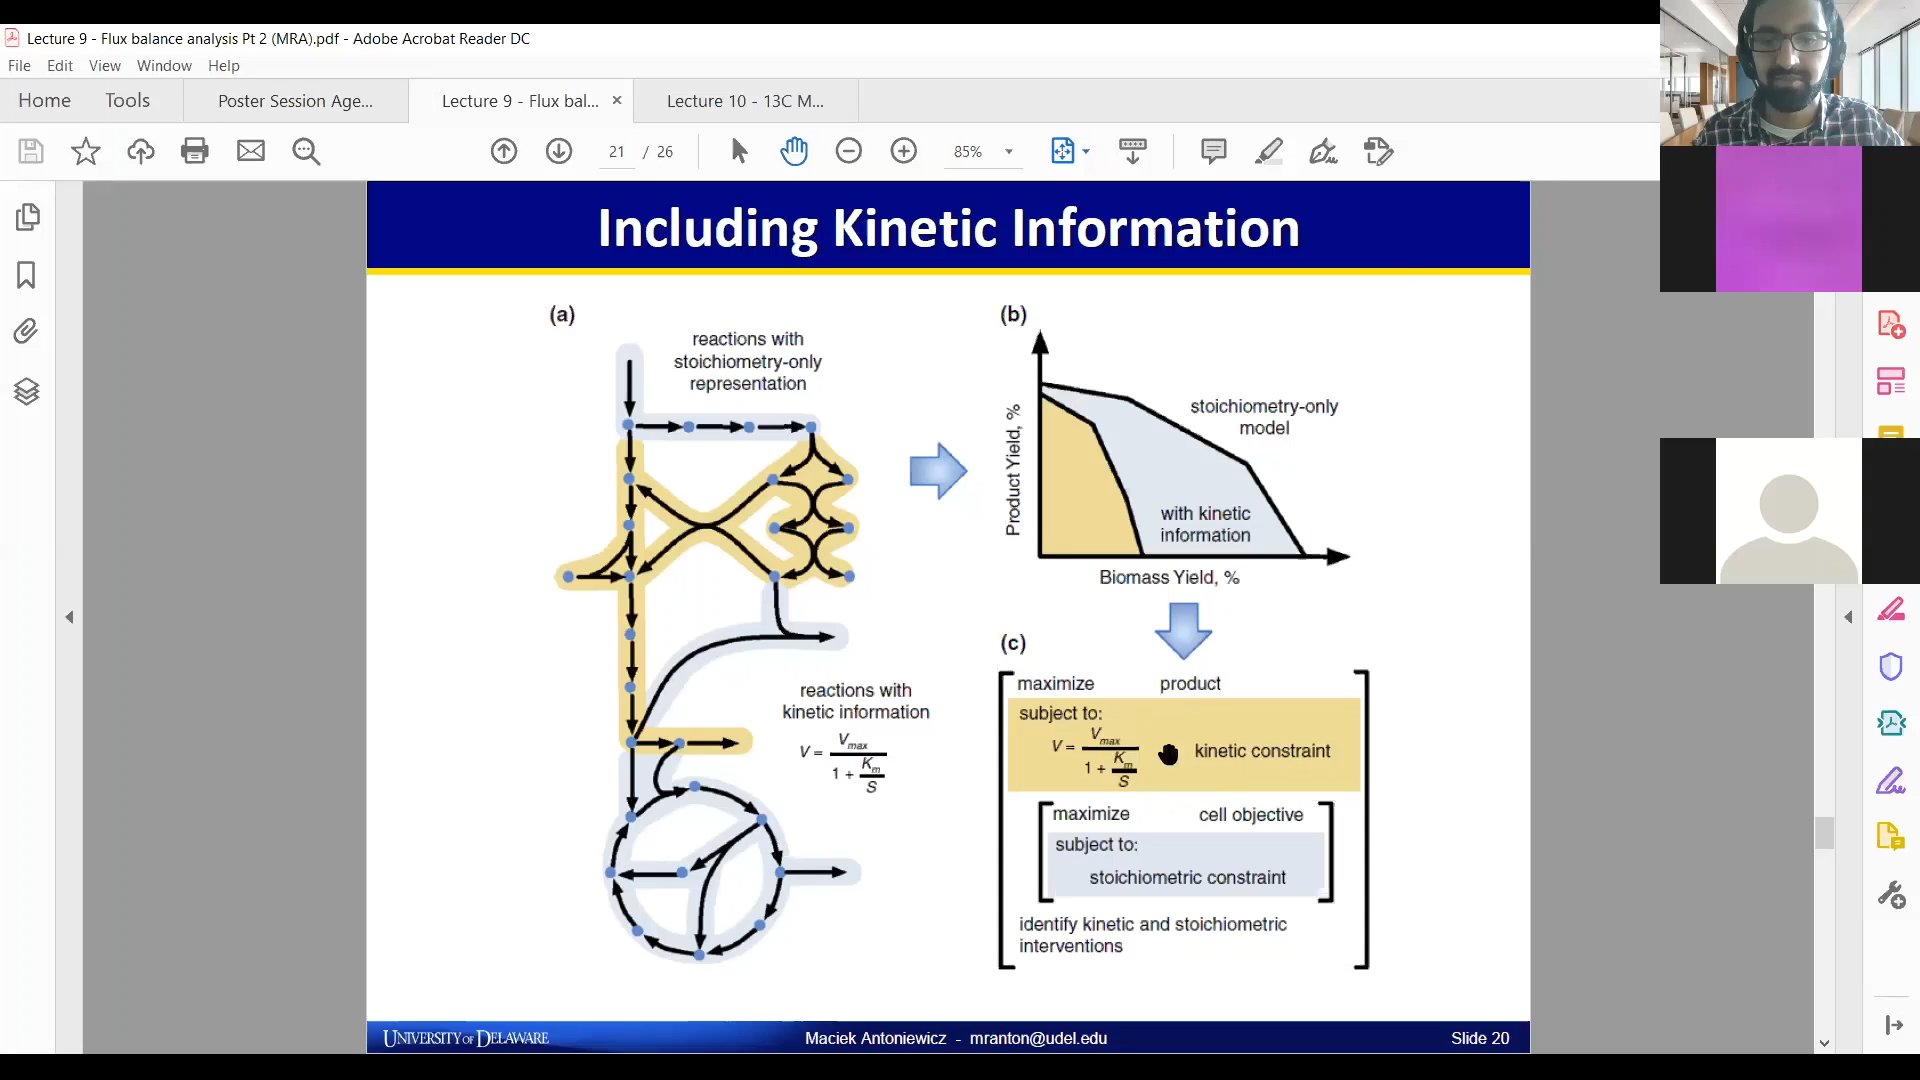 Lecture 9 - Flux balance analysis Pt 2 (MRA).pdf - Adobe Acrobat Reader DC
File Edit View Window Help
Home Tools Poster Session Age... Lecture 9 - Flux bal... × Lecture 10 - 13C M...
21 / 26 85%
Including Kinetic Information
(a)
reactions with
stoichiometry-only
representation
reactions with
kinetic information
V = Vmax / 1 + Km / S
(b)
Product Yield, %
stoichiometry-only
model
with kinetic
information
Biomass Yield, %
(c)
maximize product
subject to:
V = Vmax / 1 + Km / S kinetic constraint
maximize cell objective
subject to:
stoichiometric constraint
identify kinetic and stoichiometric
interventions
UNIVERSITY OF DELAWARE Maciek Antoniewicz - mranton@udel.edu Slide 20